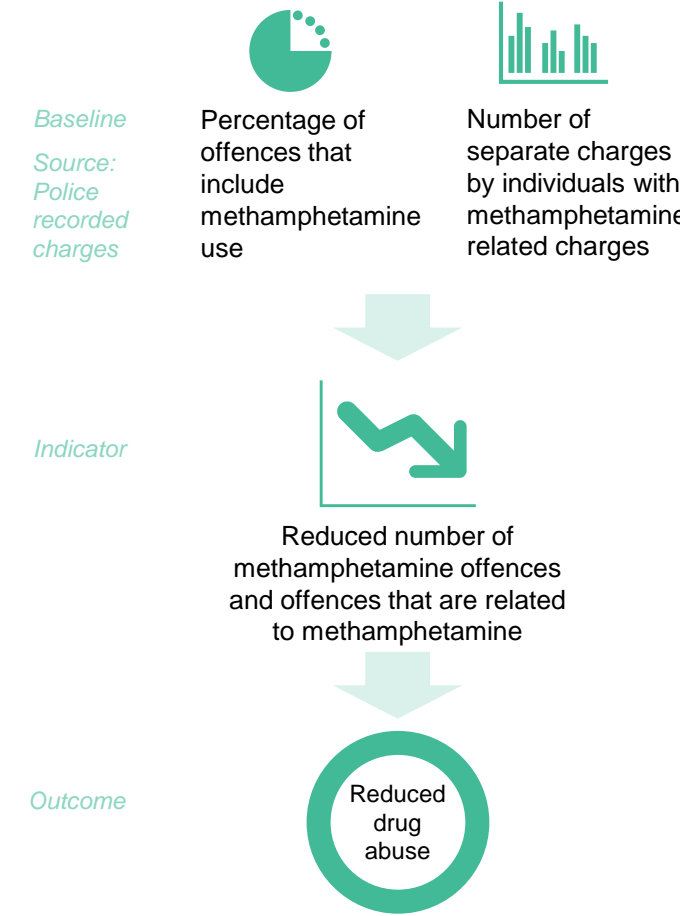 Baseline
Source:
Police
recorded
charges
Percentage of
offences that
include
methamphetamine
use
Number of
separate charges
by individuals with
methamphetamine
related charges
Indicator
Reduced number of
methamphetamine offences
and offences that are related
to methamphetamine
Outcome
Reduced
drug
abuse